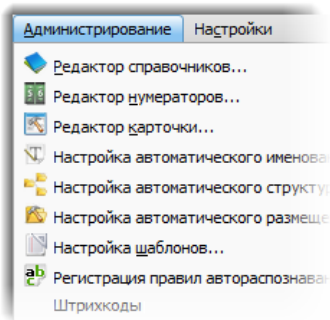 Администрирование Настройки
Редактор справочников...
Редактор нумераторов...
Редактор карточки...
Настройка автоматического
Настройка автоматического
Настройка автоматического
Настройка шаблонов...
Регистрация правил
Штрихкоды